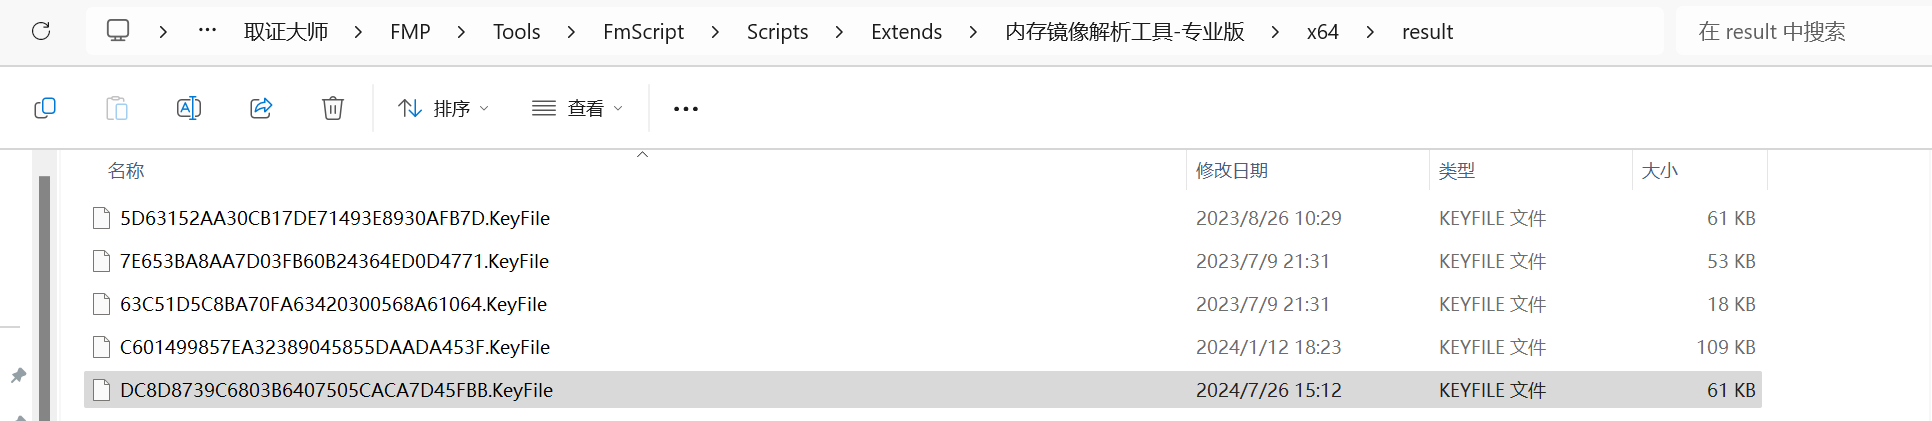 … 取证大师 > FMP > Tools > FmScript > Scripts > Extends > 内存镜像解析工具-专业版 > x64 > result 在 result 中搜索
排序 查看 •••
名称 修改日期 类型 大小
5D63152AA30CB17DE71493E8930AFB7D.KeyFile 2023/8/26 10:29 KEYFILE 文件 61 KB
7E653BA8AA7D03FB60B24364ED0D4771.KeyFile 2023/7/9 21:31 KEYFILE 文件 53 KB
63C51D5C8BA70FA63420300568A61064.KeyFile 2023/7/9 21:31 KEYFILE 文件 18 KB
C601499857EA32389045855DAADA453F.KeyFile 2024/1/12 18:23 KEYFILE 文件 109 KB
DC8D8739C6803B6407505CACA7D45FBB.KeyFile 2024/7/26 15:12 KEYFILE 文件 61 KB